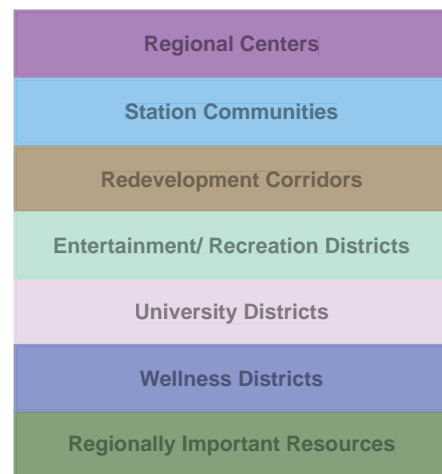 Regional Centers
Station Communities
Redevelopment Corridors
Entertainment/ Recreation Districts
University Districts
Wellness Districts
Regionally Important Resources